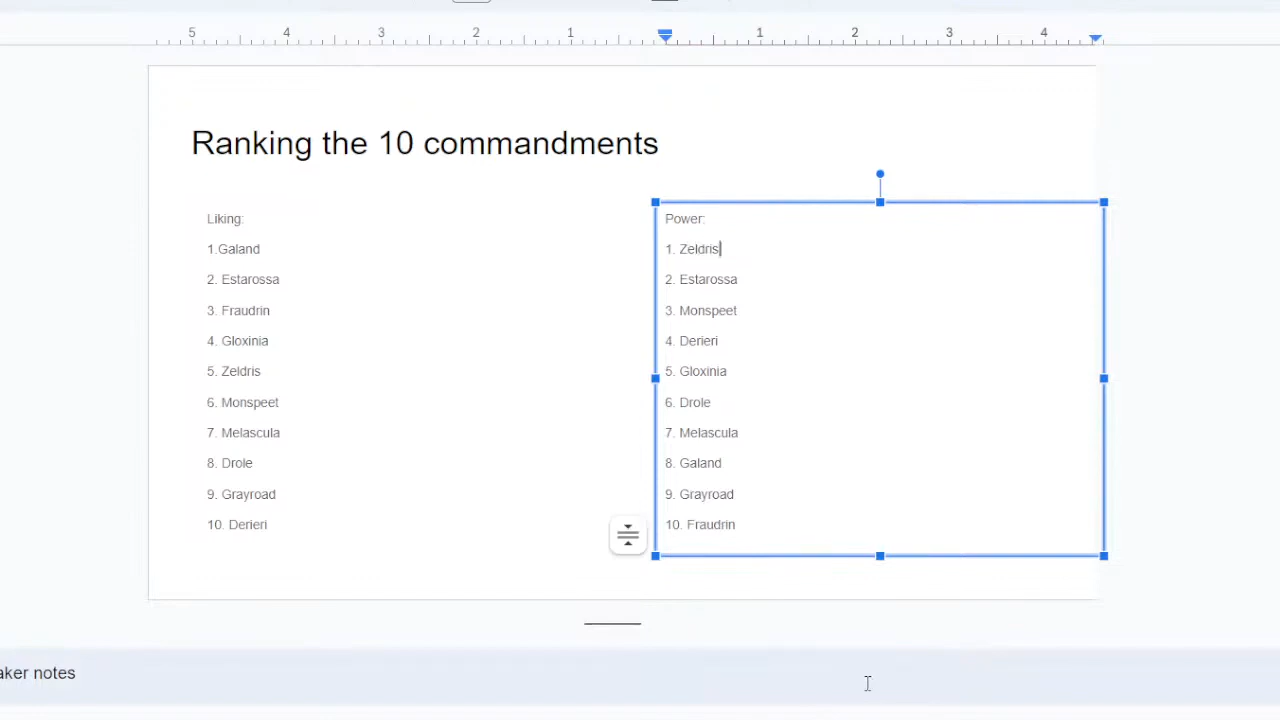 5 4 3 2 1 1 2 3 4
Ranking the 10 commandments
Liking:
1.Galand
2. Estarossa
3. Fraudrin
4. Gloxinia
5. Zeldris
6. Monspeet
7. Melascula
8. Drole
9. Grayroad
10. Derieri
Power:
1. Zeldris
2. Estarossa
3. Monspeet
4. Derieri
5. Gloxinia
6. Drole
7. Melascula
8. Galand
9. Grayroad
10. Fraudrin
aker notes